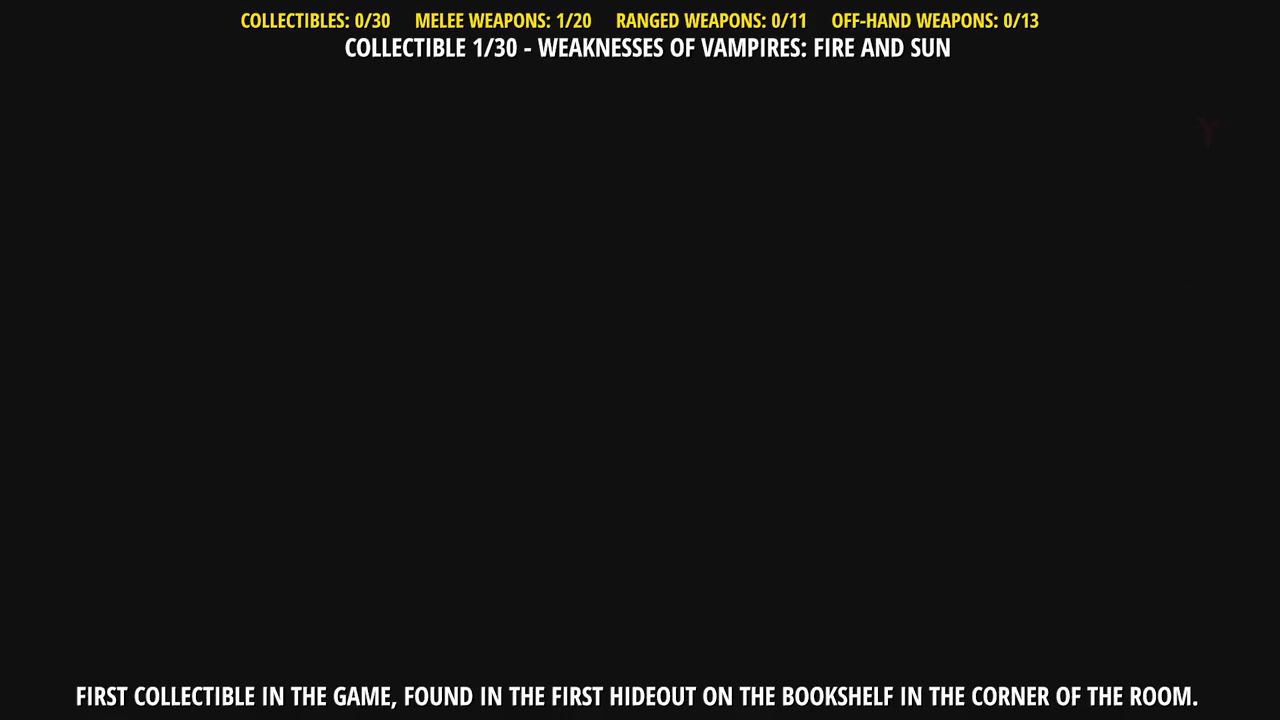 COLLECTIBLES: 0/30 MELEE WEAPONS: 1/20 RANGED WEAPONS: 0/11 OFF-HAND WEAPONS: 0/13
COLLECTIBLE 1/30 - WEAKNESSES OF VAMPIRES: FIRE AND SUN
FIRST COLLECTIBLE IN THE GAME, FOUND IN THE FIRST HIDEOUT ON THE BOOKSHELF IN THE CORNER OF THE ROOM.